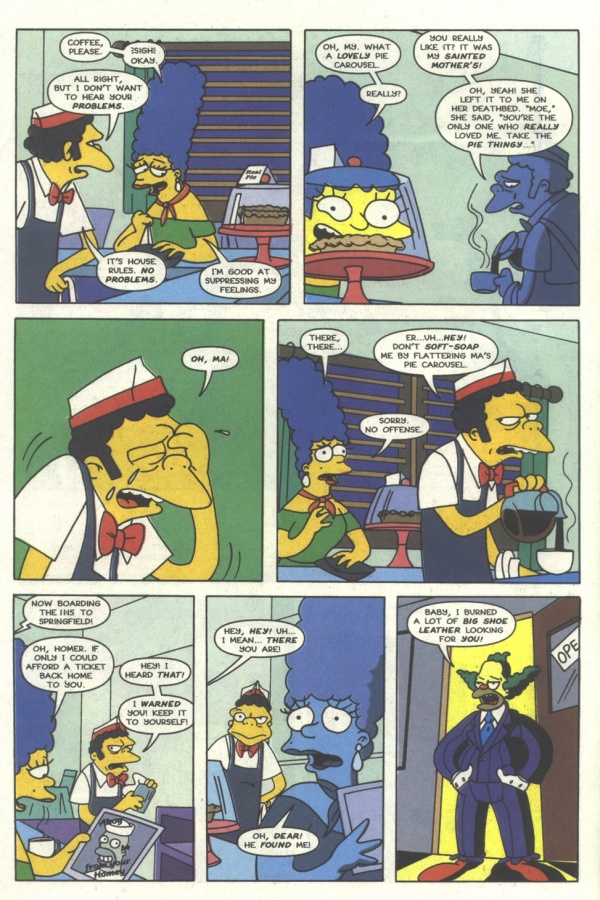 COFFEE,
PLEASE.
:SIGH:
OKAY.
ALL RIGHT,
BUT I DON'T WANT
TO HEAR YOUR
PROBLEMS.
Real
Pie
IT'S HOUSE
RULES. NO
PROBLEMS.
I'M GOOD AT
SUPPRESSING MY
FEELINGS.
OH, MY. WHAT
A LOVELY PIE
CAROUSEL.
REALLY?
YOU REALLY
LIKE IT? IT WAS
MY SAINTED
MOTHER'S!
OH, YEAH! SHE
LEFT IT TO ME ON
HER DEATHBED. "MOE,"
SHE SAID, "YOU'RE THE
ONLY ONE WHO REALLY
LOVED ME. TAKE THE
PIE THINGY..."
OH, MA!
THERE,
THERE...
ER...UH...HEY!
DON'T SOFT-SOAP
ME BY FLATTERING MA'S
PIE CAROUSEL.
SORRY.
NO OFFENSE.
NOW BOARDING
THE 11:15 TO
SPRINGFIELD!
OH, HOMER. IF
ONLY I COULD
AFFORD A TICKET
BACK HOME
TO YOU.
HEY! I
HEARD THAT!
I WARNED
YOU! KEEP IT
TO YOURSELF!
from Your
Homey
HEY, HEY! UH...
I MEAN... THERE
YOU ARE!
OH, DEAR!
HE FOUND ME!
BABY, I BURNED
A LOT OF BIG SHOE
LEATHER LOOKING
FOR YOU!
OPE